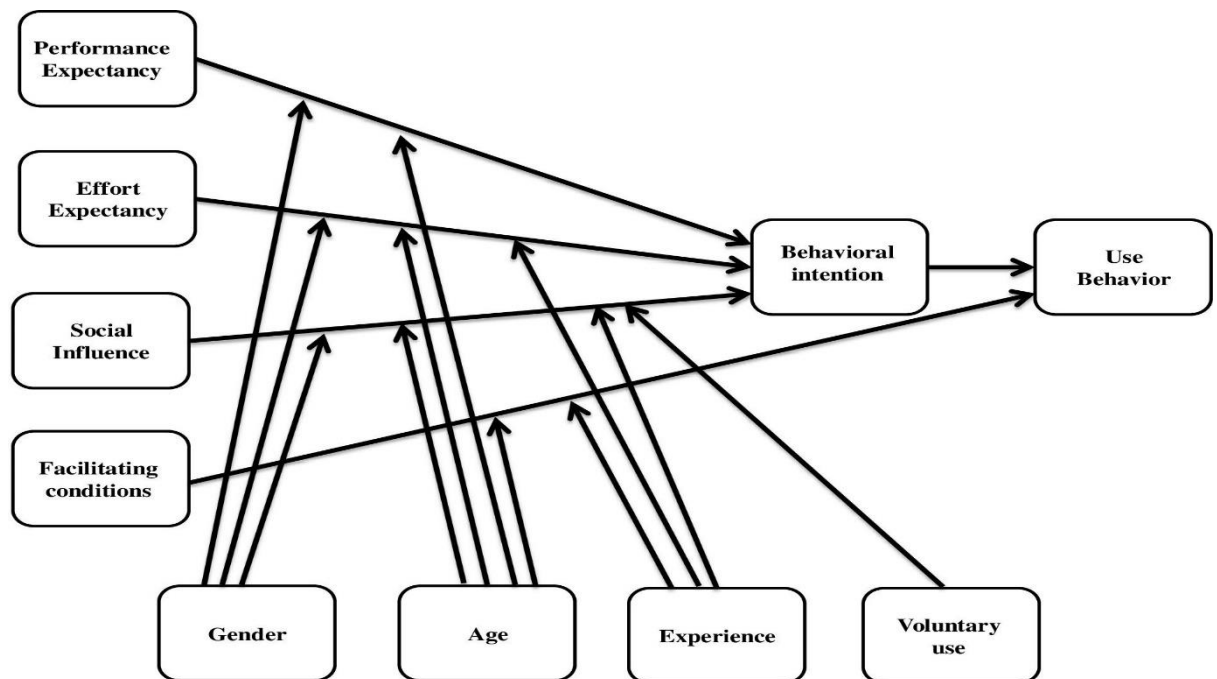 Performance
Expectancy
Effort
Expectancy
Social
Influence
Facilitating
conditions
Behavioral
intention
Use
Behavior
Gender
Age
Experience
Voluntary
use